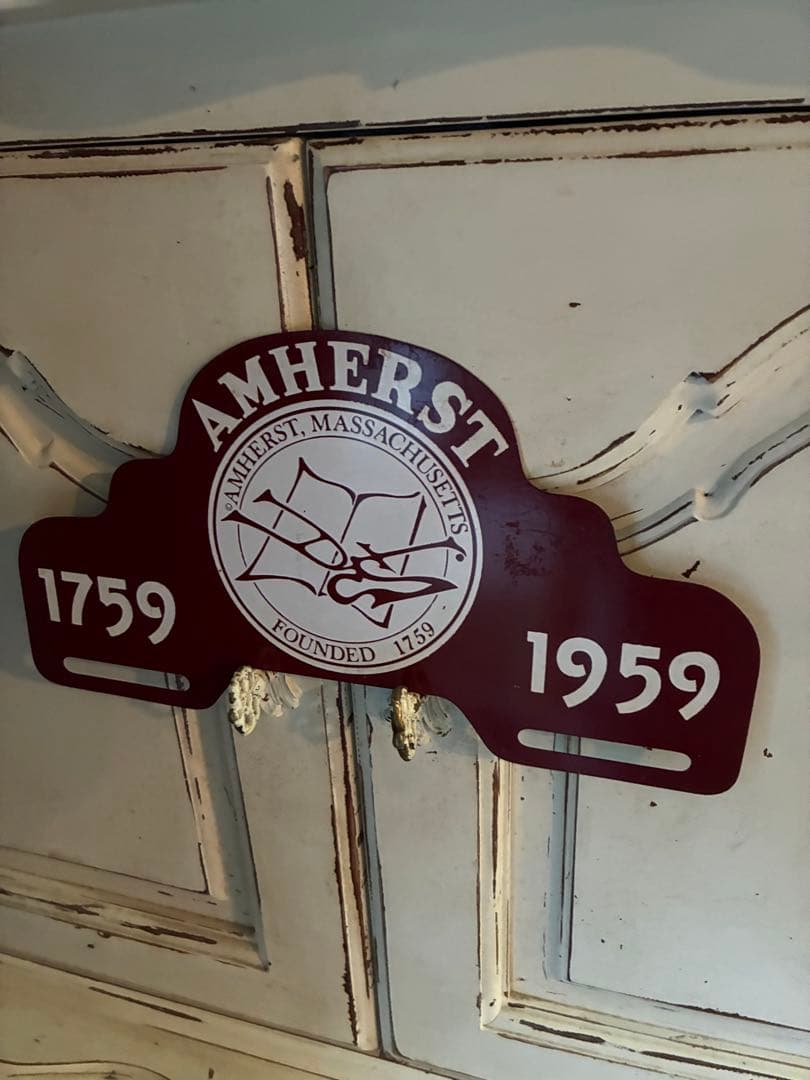 AMHERST
©AMHERST, MASSACHUSETTS
FOUNDED 1759
1759
1959